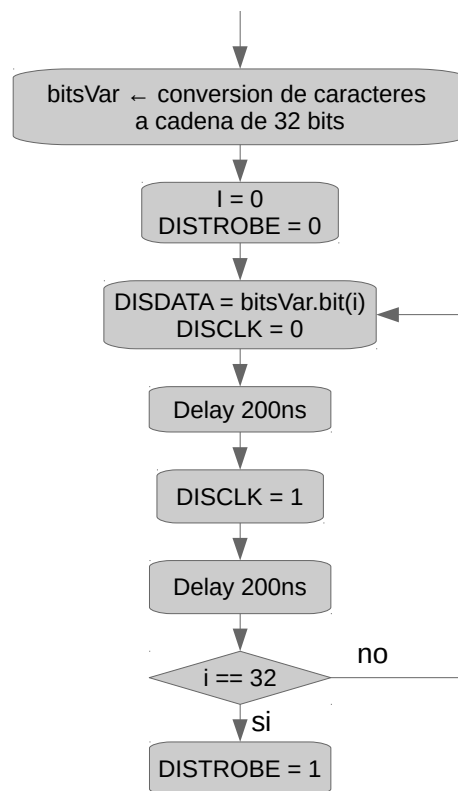 bitsVar ← conversion de caracteres
a cadena de 32 bits
I = 0
DISTROBE = 0
DISDATA = bitsVar.bit(i)
DISCLK = 0
Delay 200ns
DISCLK = 1
Delay 200ns
i == 32
no
si
DISTROBE = 1